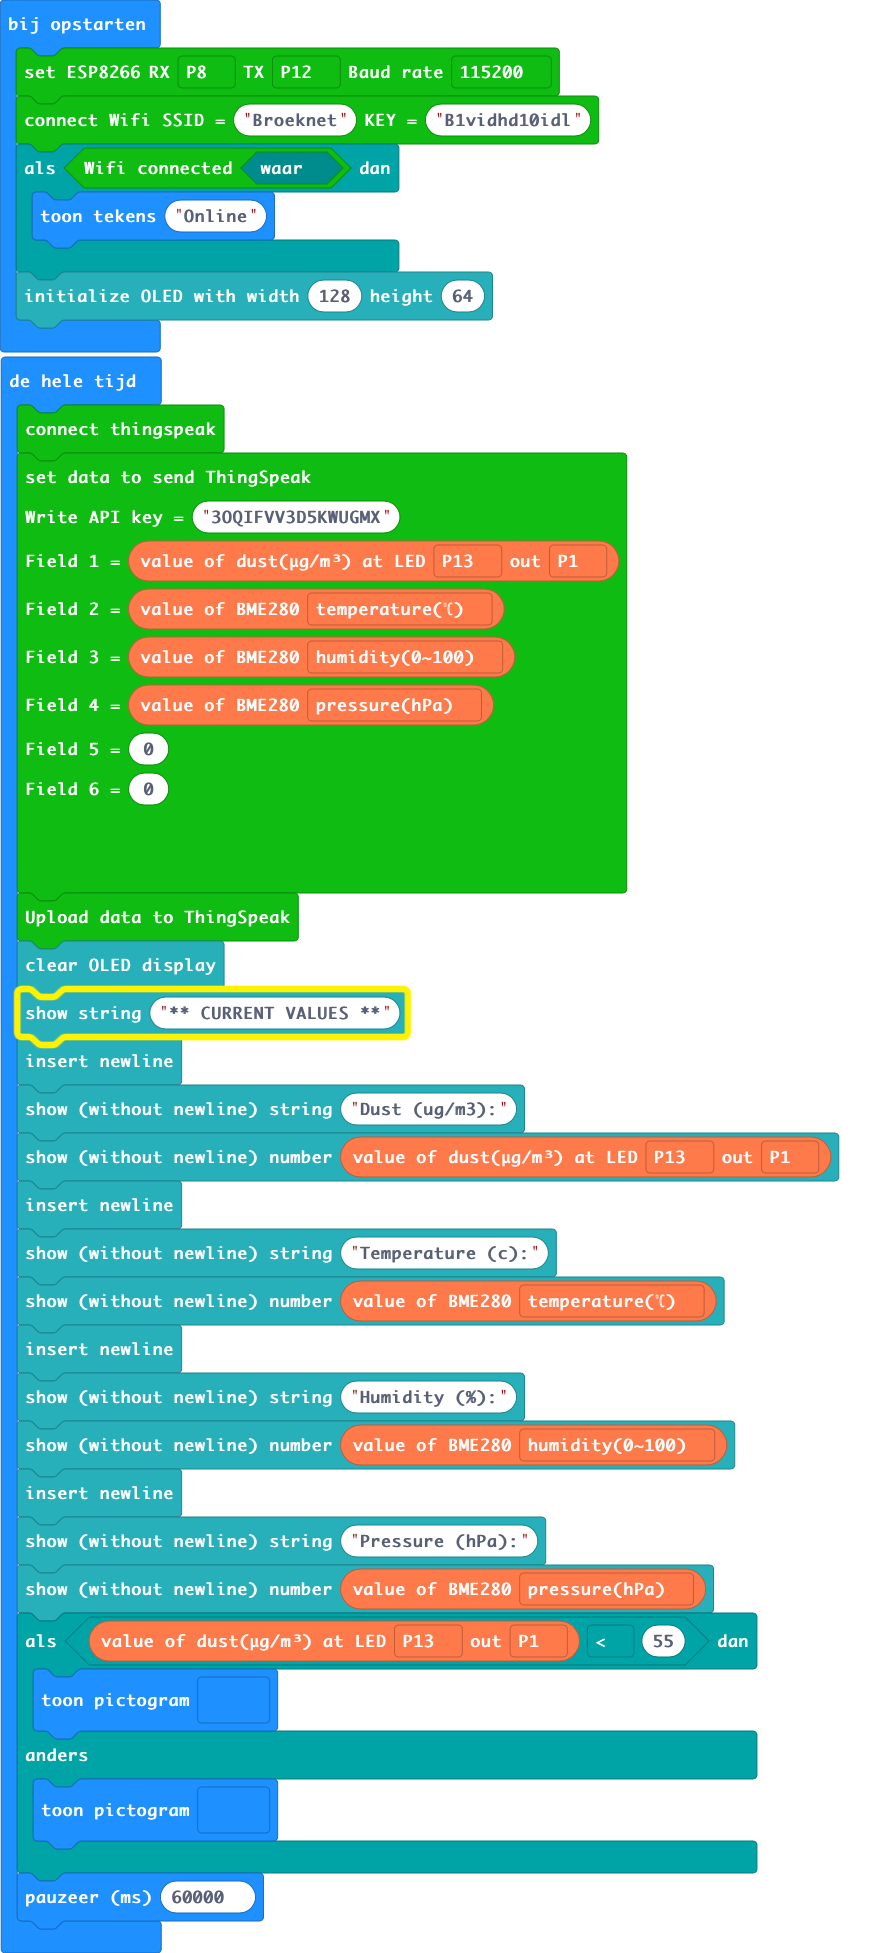 bij opstarten
set ESP8266 RX P8 TX P12 Baud rate 115200
connect Wifi SSID = "Broeknet" KEY = "B1vidhd10idl"
als Wifi connected waar dan
toon tekens "Online"
initialize OLED with width 128 height 64
de hele tijd
connect thingspeak
set data to send ThingSpeak
Write API key = "3OQIFVV3D5KWUGMX"
Field 1 = value of dust(μg/m³) at LED P13 out P1
Field 2 = value of BME280 temperature(℃)
Field 3 = value of BME280 humidity(0~100)
Field 4 = value of BME280 pressure(hPa)
Field 5 = 0
Field 6 = 0
Upload data to ThingSpeak
clear OLED display
show string "** CURRENT VALUES **"
insert newline
show (without newline) string "Dust (ug/m3):"
show (without newline) number value of dust(μg/m³) at LED P13 out P1
insert newline
show (without newline) string "Temperature (c):"
show (without newline) number value of BME280 temperature(℃)
insert newline
show (without newline) string "Humidity (%):"
show (without newline) number value of BME280 humidity(0~100)
insert newline
show (without newline) string "Pressure (hPa):"
show (without newline) number value of BME280 pressure(hPa)
als value of dust(μg/m³) at LED P13 out P1 < 55 dan
toon pictogram
anders
toon pictogram
pauzeer (ms) 60000